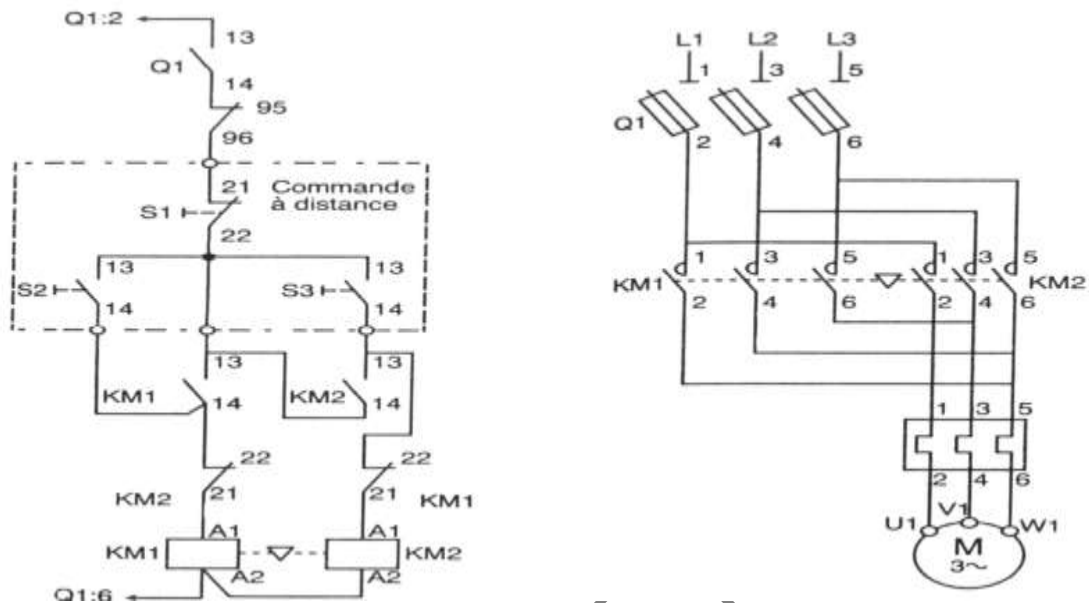 Q1:2
13
Q1
14
95
96
21
Commande
à distance
S1
22
13
13
S2
S3
14
14
13
13
KM1
14
KM2
14
22
22
KM2
21
21
KM1
A1
A1
KM1
KM2
A2
A2
Q1:6
L1 L2 L3
1 3 5
Q1
2 4 6
1 3 5 1 3 5
KM1
KM2
2 4 6 2 4 6
1 3 5
2 4 6
U1 V1 W1
M
3~